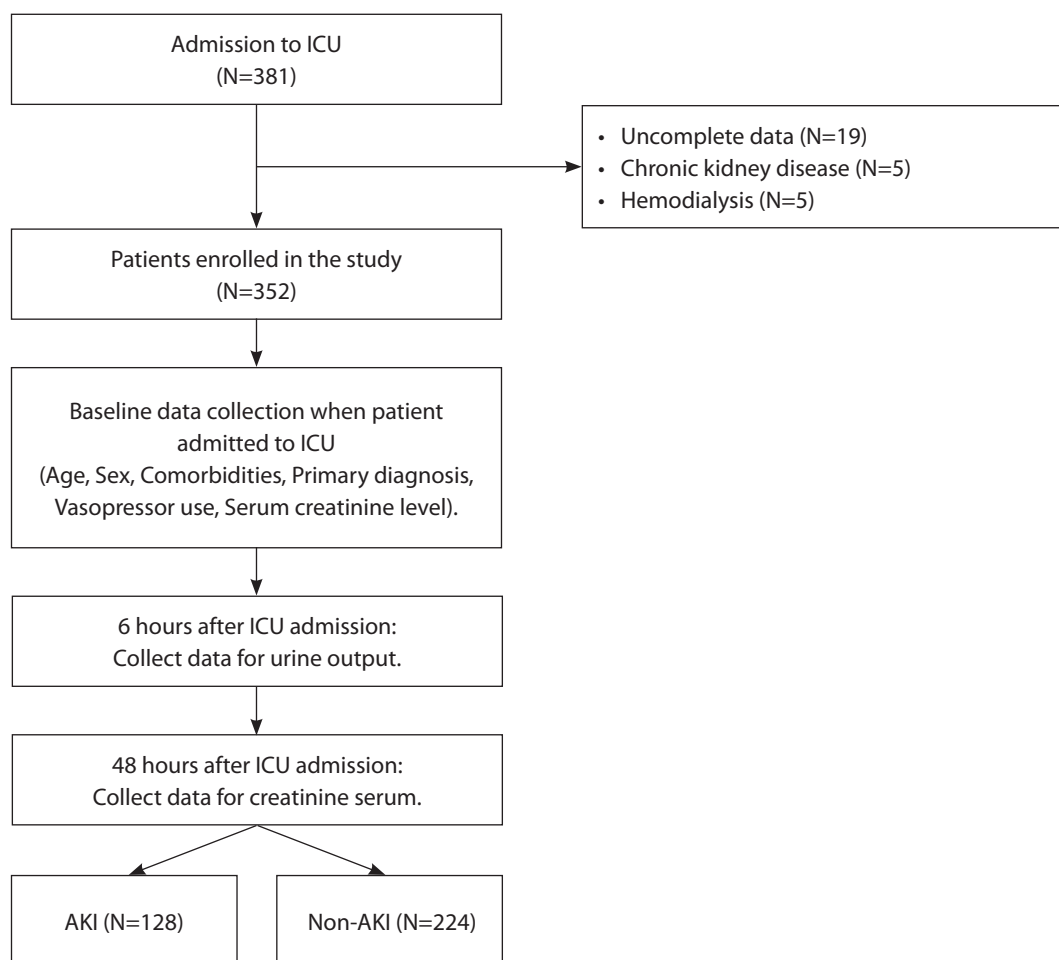 Admission to ICU
(N=381)
• Uncomplete data (N=19)
• Chronic kidney disease (N=5)
• Hemodialysis (N=5)
Patients enrolled in the study
(N=352)
Baseline data collection when patient
admitted to ICU
(Age, Sex, Comorbidities, Primary diagnosis,
Vasopressor use, Serum creatinine level).
6 hours after ICU admission:
Collect data for urine output.
48 hours after ICU admission:
Collect data for creatinine serum.
AKI (N=128)
Non-AKI (N=224)